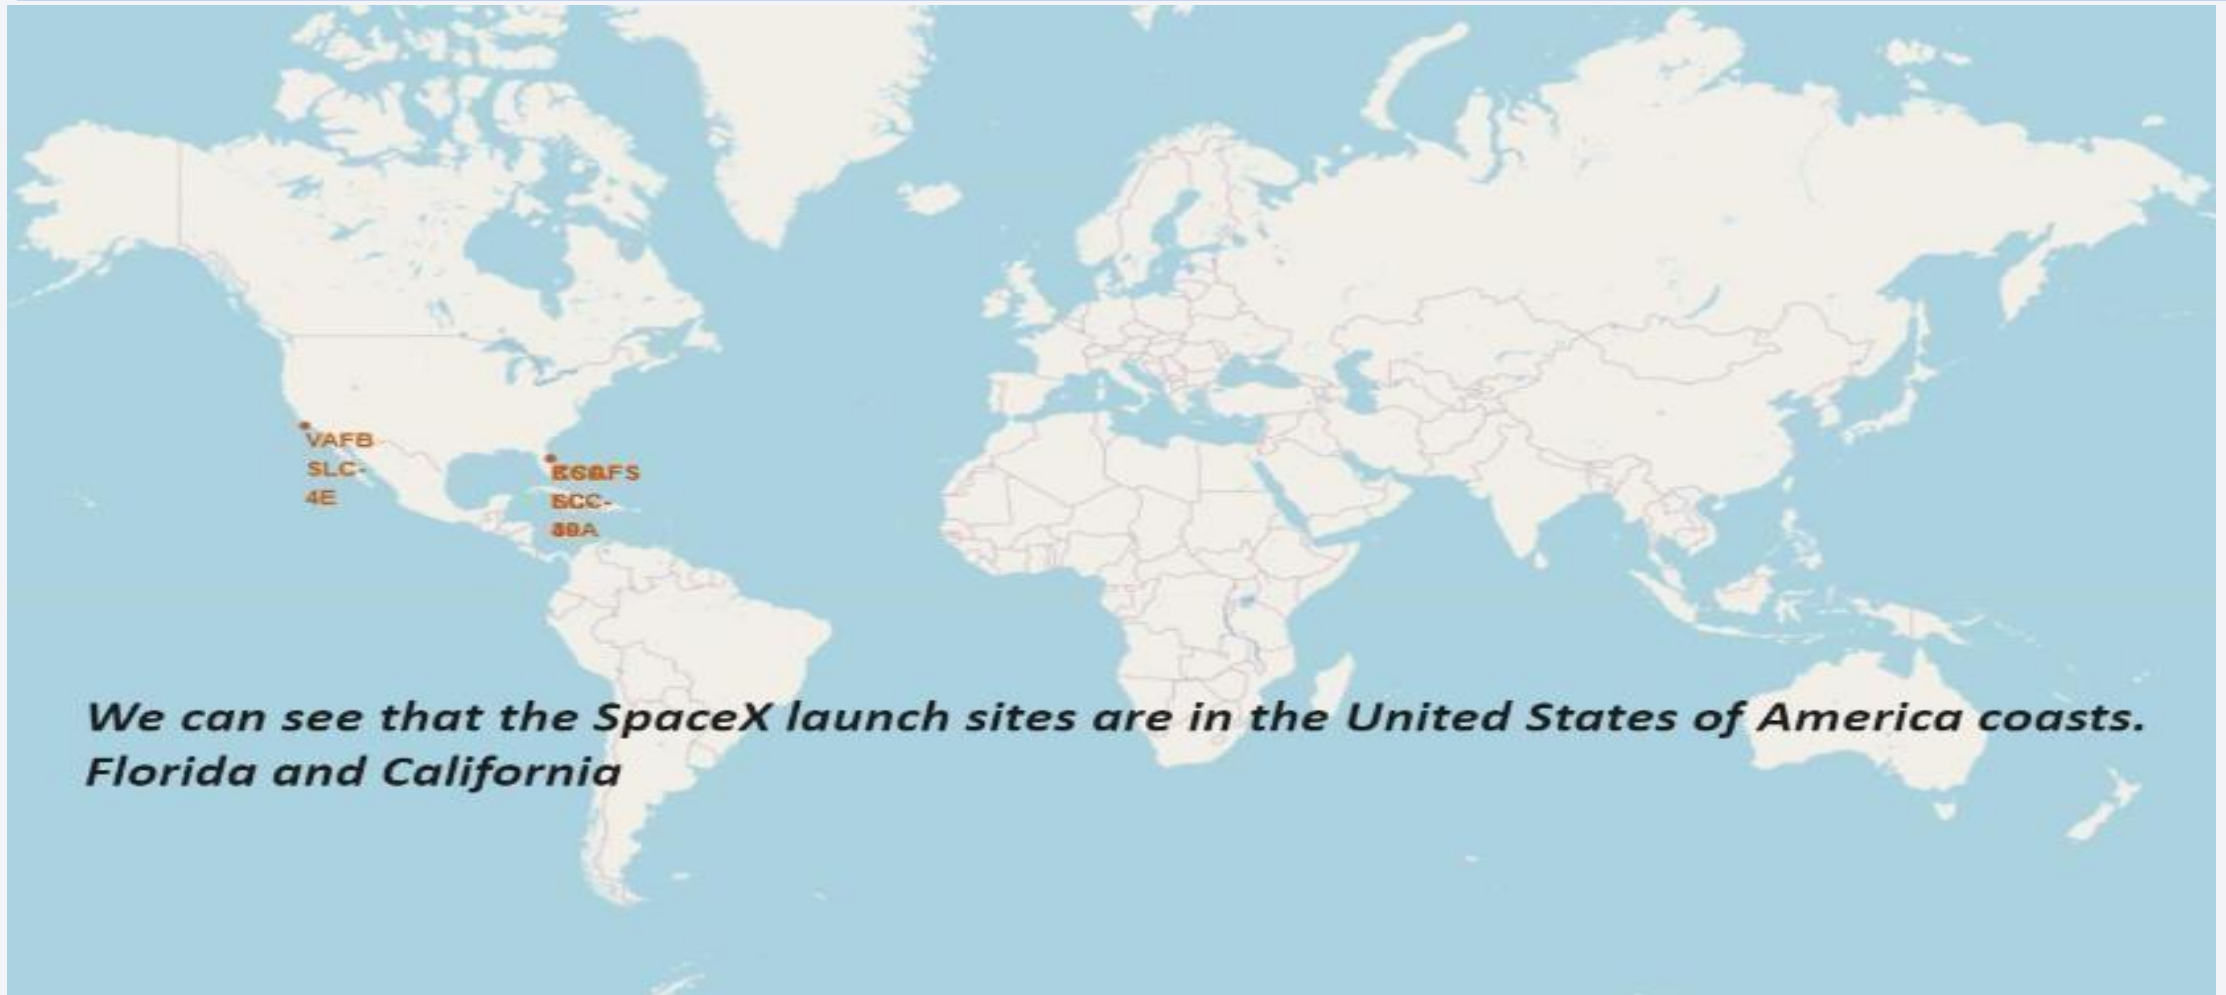 VAFB
SLC-
4E
We can see that the SpaceX launch sites are in the United States of America coasts.
Florida and California